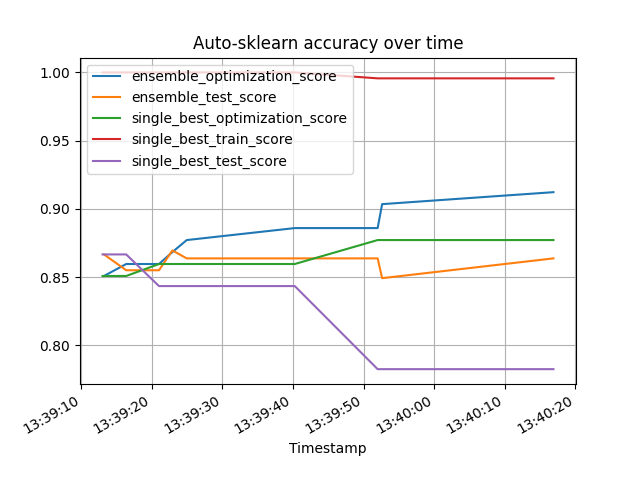 Auto-sklearn accuracy over time
1.00
0.95
0.90
0.85
0.80
ensemble_optimization_score
ensemble_test_score
single_best_optimization_score
single_best_train_score
single_best_test_score
13:39:10
13:39:20
13:39:30
13:39:40
13:39:50
13:40:00
13:40:10
13:40:20
Timestamp